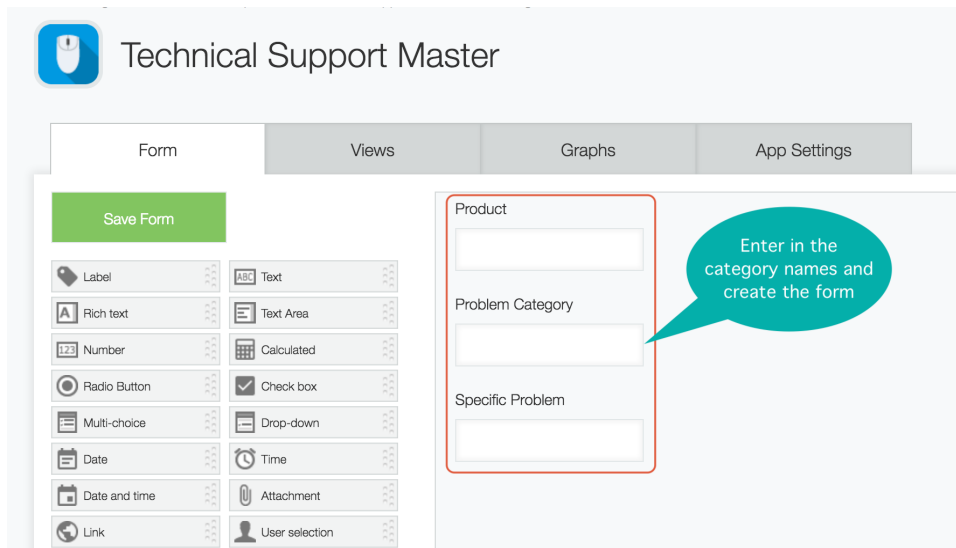 Technical Support Master
Form
Views
Graphs
App Settings
Save Form
Label
ABC Text
A Rich text
Text Area
123 Number
Calculated
Radio Button
Check box
Multi-choice
Drop-down
Date
Time
Date and time
Attachment
Link
User selection
Product
Problem Category
Specific Problem
Enter in the
category names and
create the form